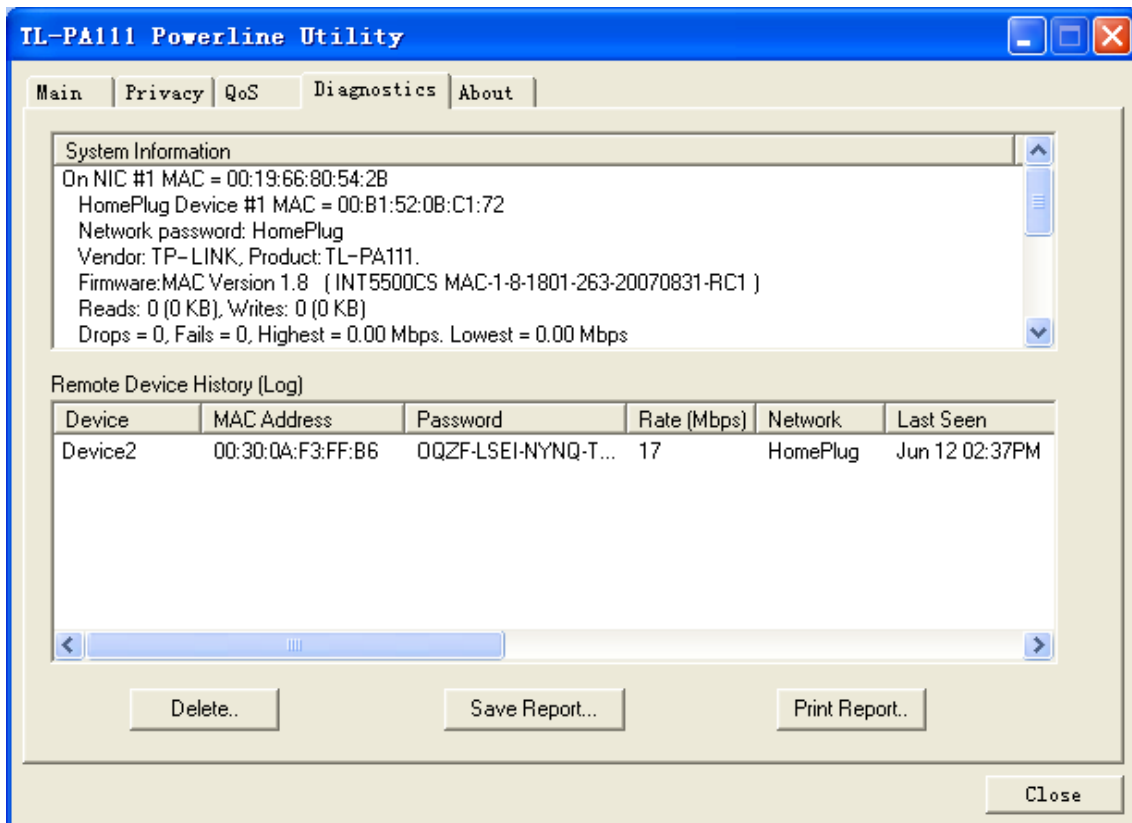 TL-PA111 Powerline Utility
Main Privacy QoS Diagnostics About
System Information
On NIC #1 MAC = 00:19:66:80:54:2B
HomePlug Device #1 MAC = 00:B1:52:0B:C1:72
Network password: HomePlug
Vendor: TP-LINK, Product: TL-PA111.
Firmware:MAC Version 1.8 ( INT5500CS MAC-1-8-1801-263-20070831-RC1 )
Reads: 0 (0 KB), Writes: 0 (0 KB)
Drops = 0, Fails = 0, Highest = 0.00 Mbps. Lowest = 0.00 Mbps
Remote Device History (Log)
Device MAC Address Password Rate (Mbps) Network Last Seen
Device2 00:30:0A:F3:FF:B6 OQZF-LSEI-NYNQ-T... 17 HomePlug Jun 12 02:37PM
Delete.. Save Report... Print Report..
Close